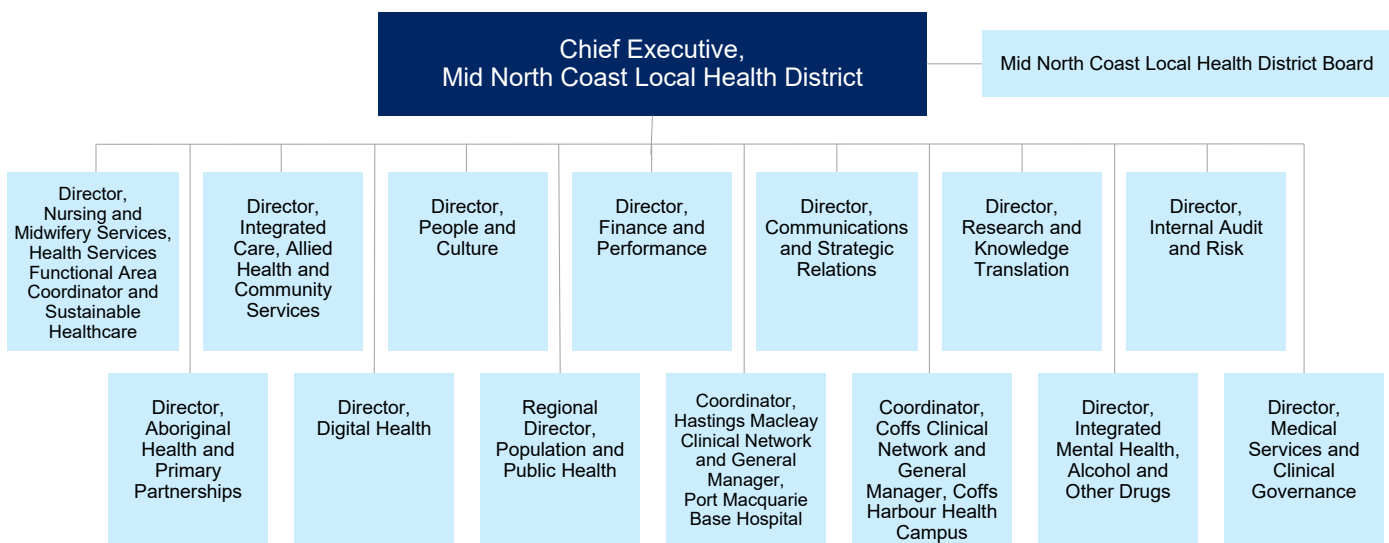 Chief Executive,
Mid North Coast Local Health District
Mid North Coast Local Health District Board
Director,
Nursing and
Midwifery Services,
Health Services
Functional Area
Coordinator and
Sustainable
Healthcare
Director,
Integrated
Care, Allied
Health and
Community
Services
Director,
People and
Culture
Director,
Finance and
Performance
Director,
Communications
and Strategic
Relations
Director,
Research and
Knowledge
Translation
Director,
Internal Audit
and Risk
Director,
Aboriginal
Health and
Primary
Partnerships
Director,
Digital Health
Regional
Director,
Population and
Public Health
Coordinator,
Hastings Macleay
Clinical Network
and General
Manager,
Port Macquarie
Base Hospital
Coordinator,
Coffs Clinical
Network and
General
Manager, Coffs
Harbour Health
Campus
Director,
Integrated
Mental Health,
Alcohol and
Other Drugs
Director,
Medical
Services and
Clinical
Governance